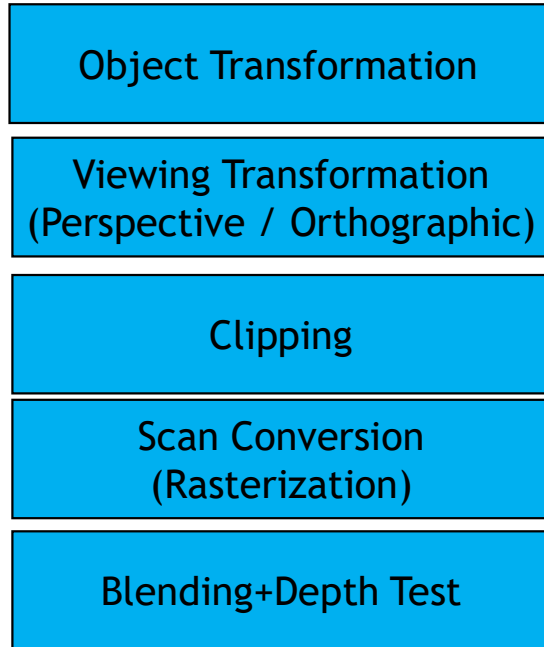 Object Transformation
Viewing Transformation
(Perspective / Orthographic)
Clipping
Scan Conversion
(Rasterization)
Blending+Depth Test